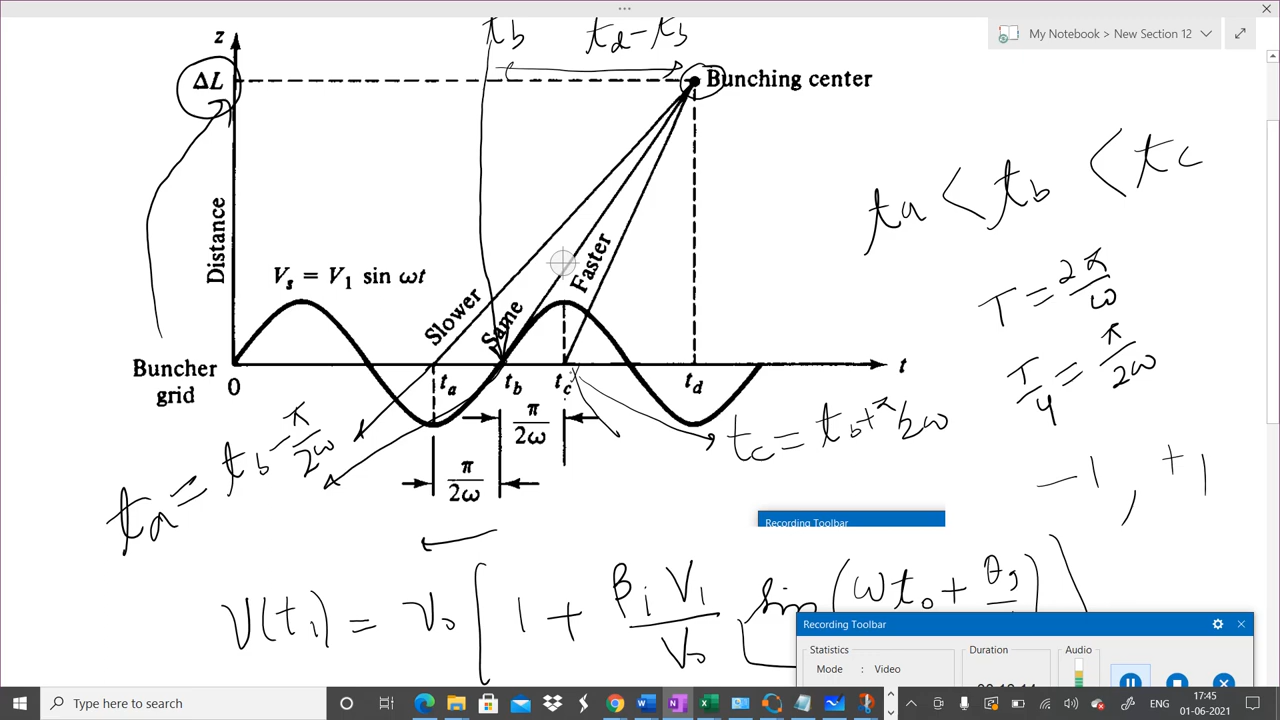 My Notebook > New Section 12
t_b
t_d - t_b
z
ΔL
Bunching center
t_a < t_b < t_c
Distance
V_s = V_1 sin ωt
Slower
Same
Faster
T = 2π/ω
T/4 = π/2ω
Buncher
grid
0
t_a
t_b
t_c
t_d
t
π/2ω
π/2ω
t_a = t_b - π/2ω
t_c = t_b + π/2ω
-1, +1
Recording Toolbar
v(t_1) = v_0 [ 1 + β_i V_1 / V_0 sin (ωt_0 + θ_g
Recording Toolbar
Statistics
Duration
Audio
Mode : Video
Type here to search
ENG
17:45
01-06-2021